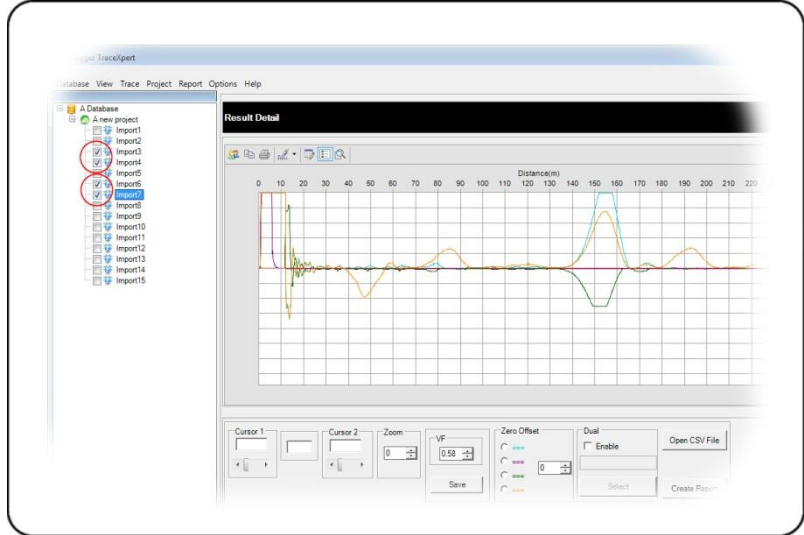 TraceXpert
Database View Trace Project Report Options Help
A Database
A new project
Import1
Import2
Import3
Import4
Import5
Import6
Import7
Import8
Import9
Import10
Import11
Import12
Import13
Import14
Import15
Result Detail
Distance(m)
0 10 20 30 40 50 60 70 80 90 100 110 120 130 140 150 160 170 180 190 200 210 220
Cursor 1
Cursor 2
Zoom
0
VF
0.58
Save
Zero Offset
0
Dual
Enable
Select
Open CSV File
Create Report